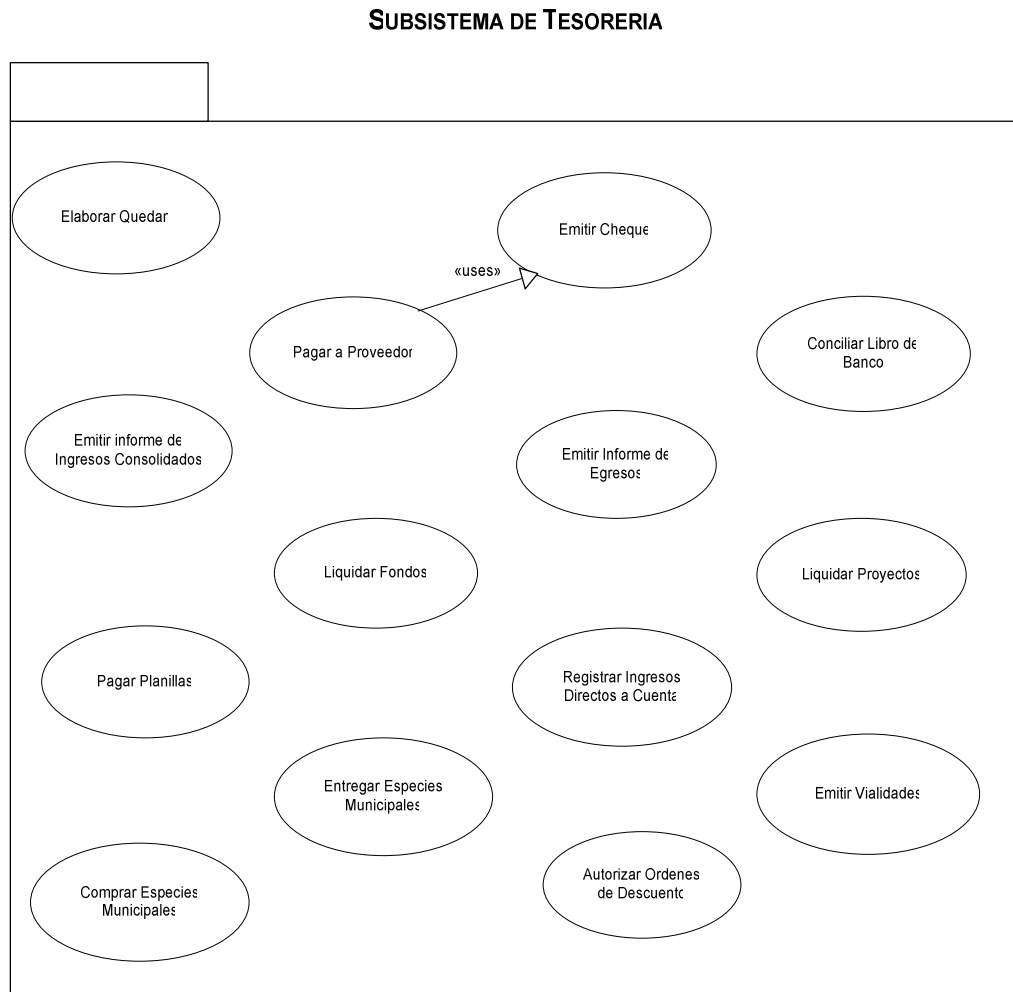 SUBSISTEMA DE TESORERIA
Elaborar Quedan
Emitir Cheque
«uses»
Pagar a Proveedor
Conciliar Libro de
Banco
Emitir informe de
Ingresos Consolidados
Emitir Informe de
Egresos
Liquidar Fondos
Liquidar Proyectos
Pagar Planillas
Registrar Ingresos
Directos a Cuenta
Entregar Especies
Municipales
Emitir Vialidades
Comprar Especies
Municipales
Autorizar Ordenes
de Descuento